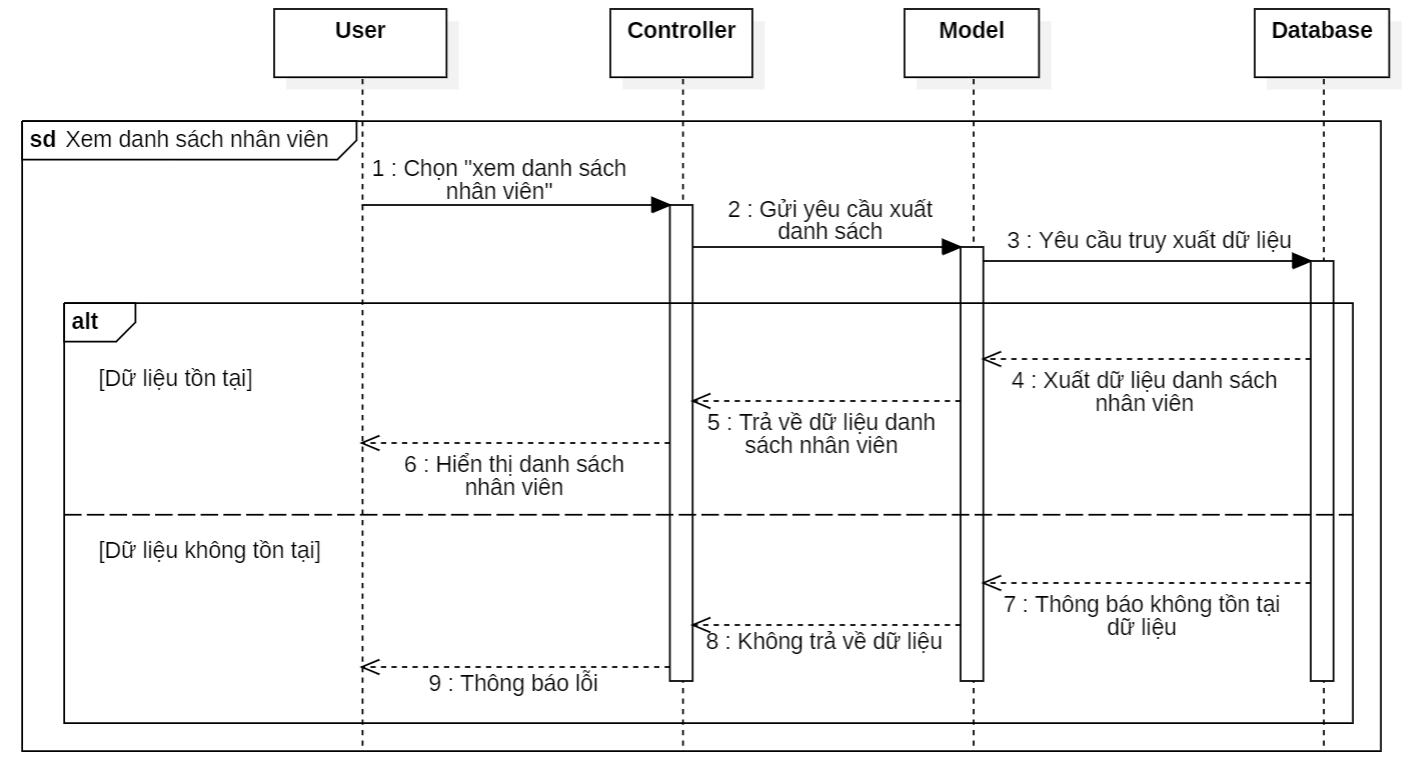 User
Controller
Model
Database
sd Xem danh sách nhân viên
1 : Chọn "xem danh sách
nhân viên"
2 : Gửi yêu cầu xuất
danh sách
3 : Yêu cầu truy xuất dữ liệu
alt
[Dữ liệu tồn tại]
4 : Xuất dữ liệu danh sách
nhân viên
5 : Trả về dữ liệu danh
sách nhân viên
6 : Hiển thị danh sách
nhân viên
[Dữ liệu không tồn tại]
7 : Thông báo không tồn tại
dữ liệu
8 : Không trả về dữ liệu
9 : Thông báo lỗi